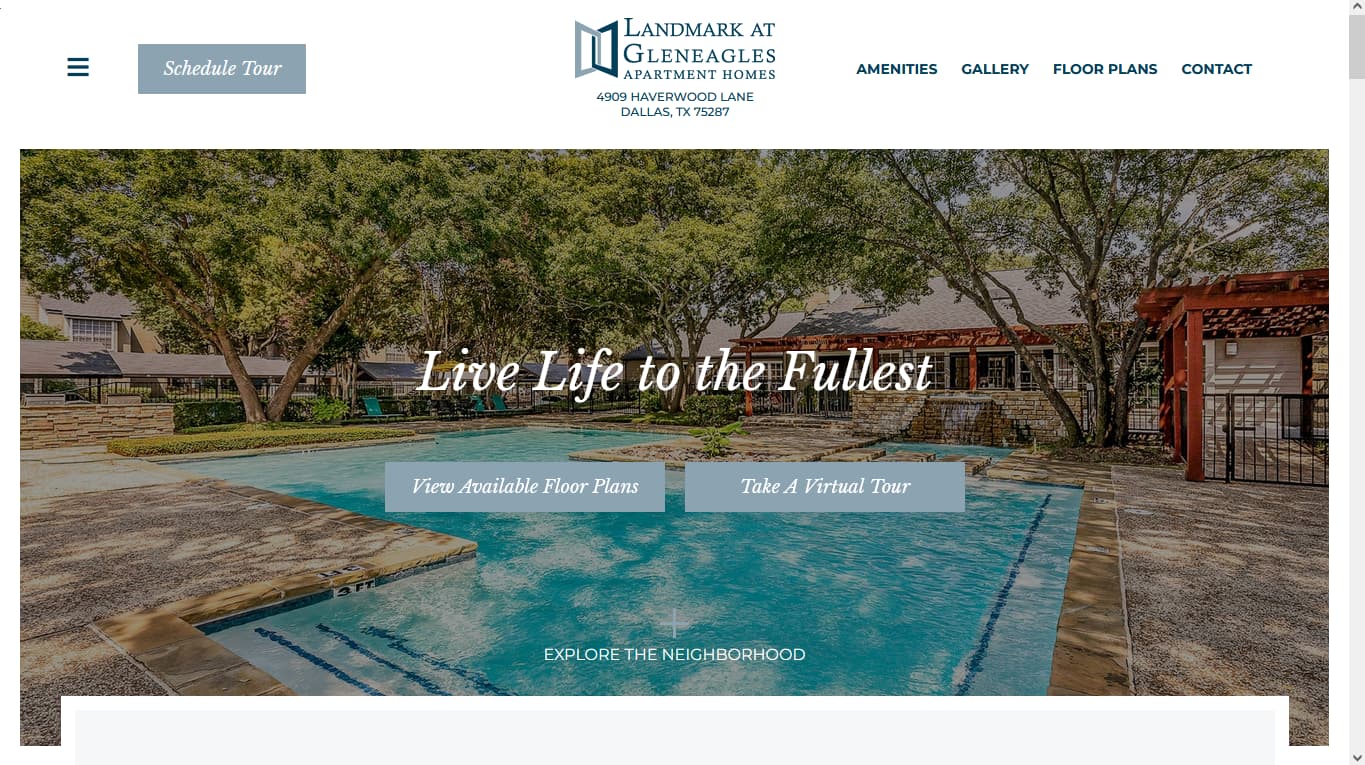 Schedule Tour
LANDMARK AT
GLENEAGLES
APARTMENT HOMES
4909 HAVERWOOD LANE
DALLAS, TX 75287
AMENITIES GALLERY FLOOR PLANS CONTACT
Live Life to the Fullest
View Available Floor Plans
Take A Virtual Tour
3 FT
EXPLORE THE NEIGHBORHOOD